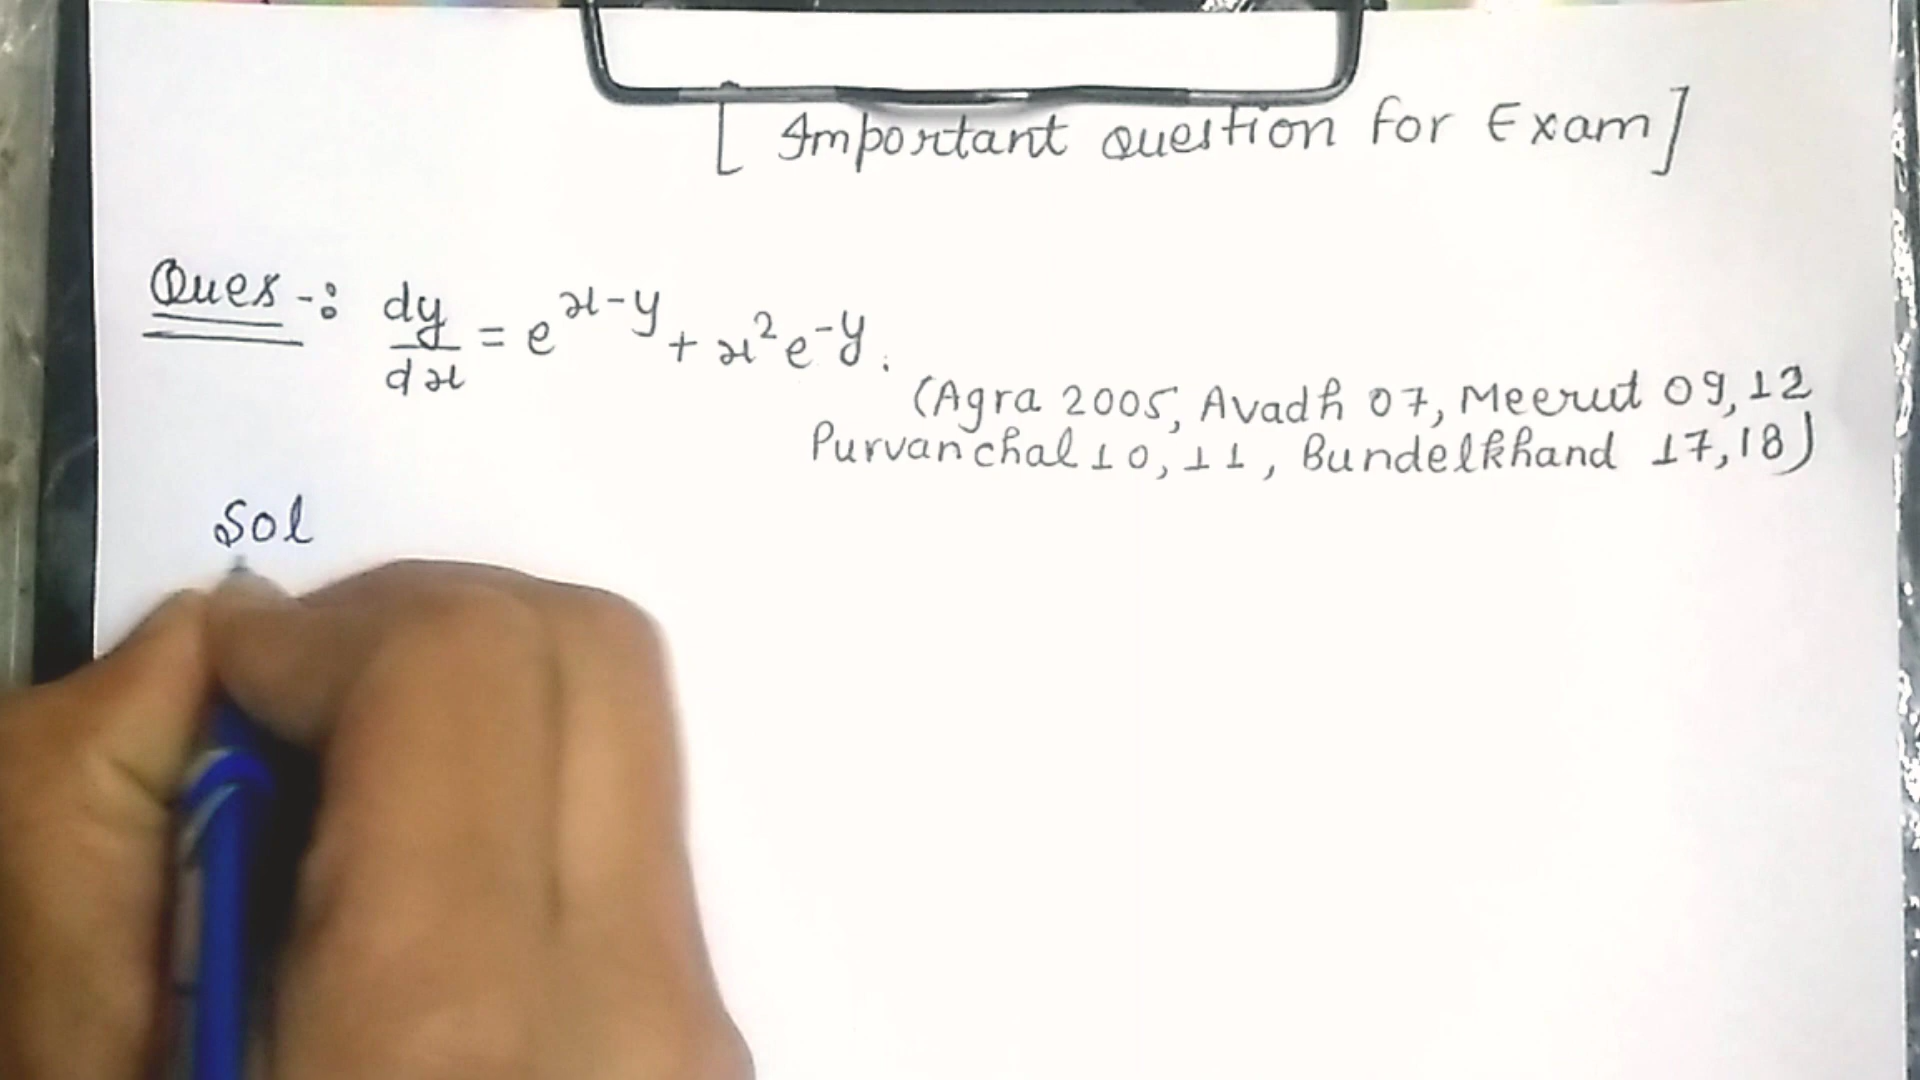 [ Important question for Exam]
Ques -: dy/dx = e^{x-y} + x^2 e^{-y}.
(Agra 2005, Avadh 07, Meerut 09, 12
Purvanchal 10, 11, Bundelkhand 17, 18)
Sol